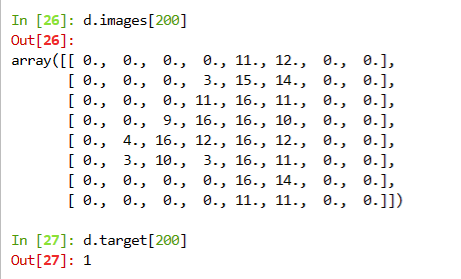 In [26]: d.images[200]
Out[26]:
array([[ 0., 0., 0., 0., 11., 12., 0., 0.],
[ 0., 0., 0., 3., 15., 14., 0., 0.],
[ 0., 0., 0., 11., 16., 11., 0., 0.],
[ 0., 0., 9., 16., 16., 10., 0., 0.],
[ 0., 4., 16., 12., 16., 12., 0., 0.],
[ 0., 3., 10., 3., 16., 11., 0., 0.],
[ 0., 0., 0., 0., 16., 14., 0., 0.],
[ 0., 0., 0., 0., 11., 11., 0., 0.]])
In [27]: d.target[200]
Out[27]: 1